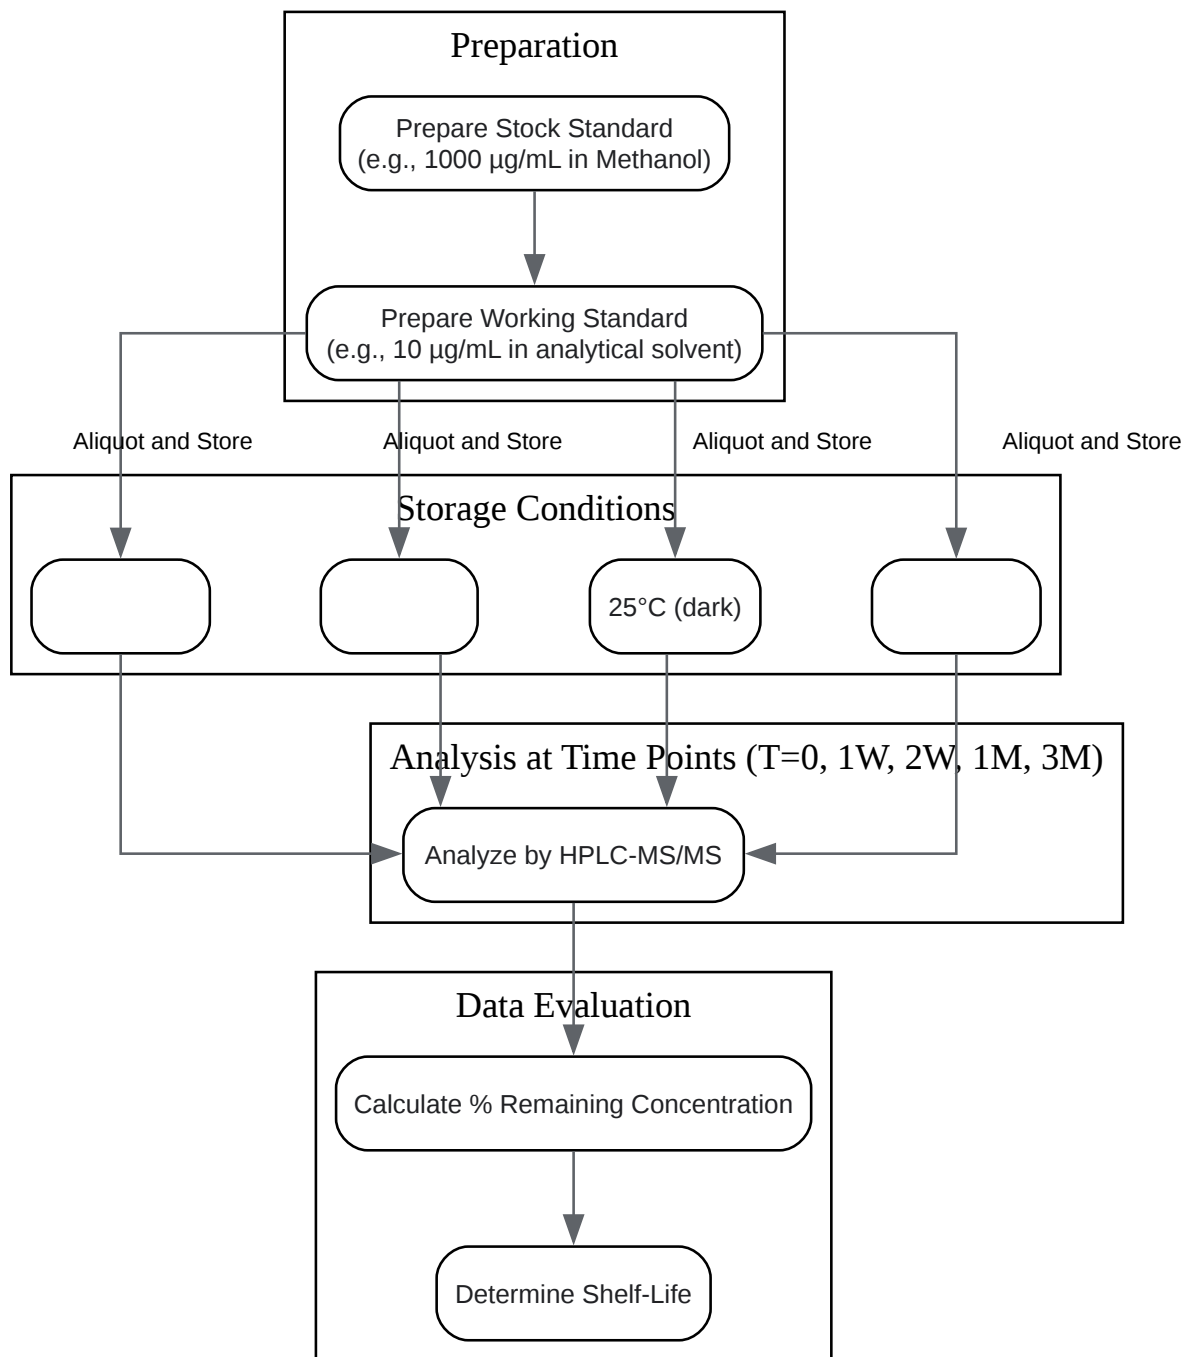 Preparation
Prepare Stock Standard
(e.g., 1000 µg/mL in Methanol)
Prepare Working Standard
(e.g., 10 µg/mL in analytical solvent)
Aliquot and Store
Aliquot and Store
Aliquot and Store
Aliquot and Store
Storage Conditions
25°C (dark)
Analysis at Time Points (T=0, 1W, 2W, 1M, 3M)
Analyze by HPLC-MS/MS
Data Evaluation
Calculate % Remaining Concentration
Determine Shelf-Life